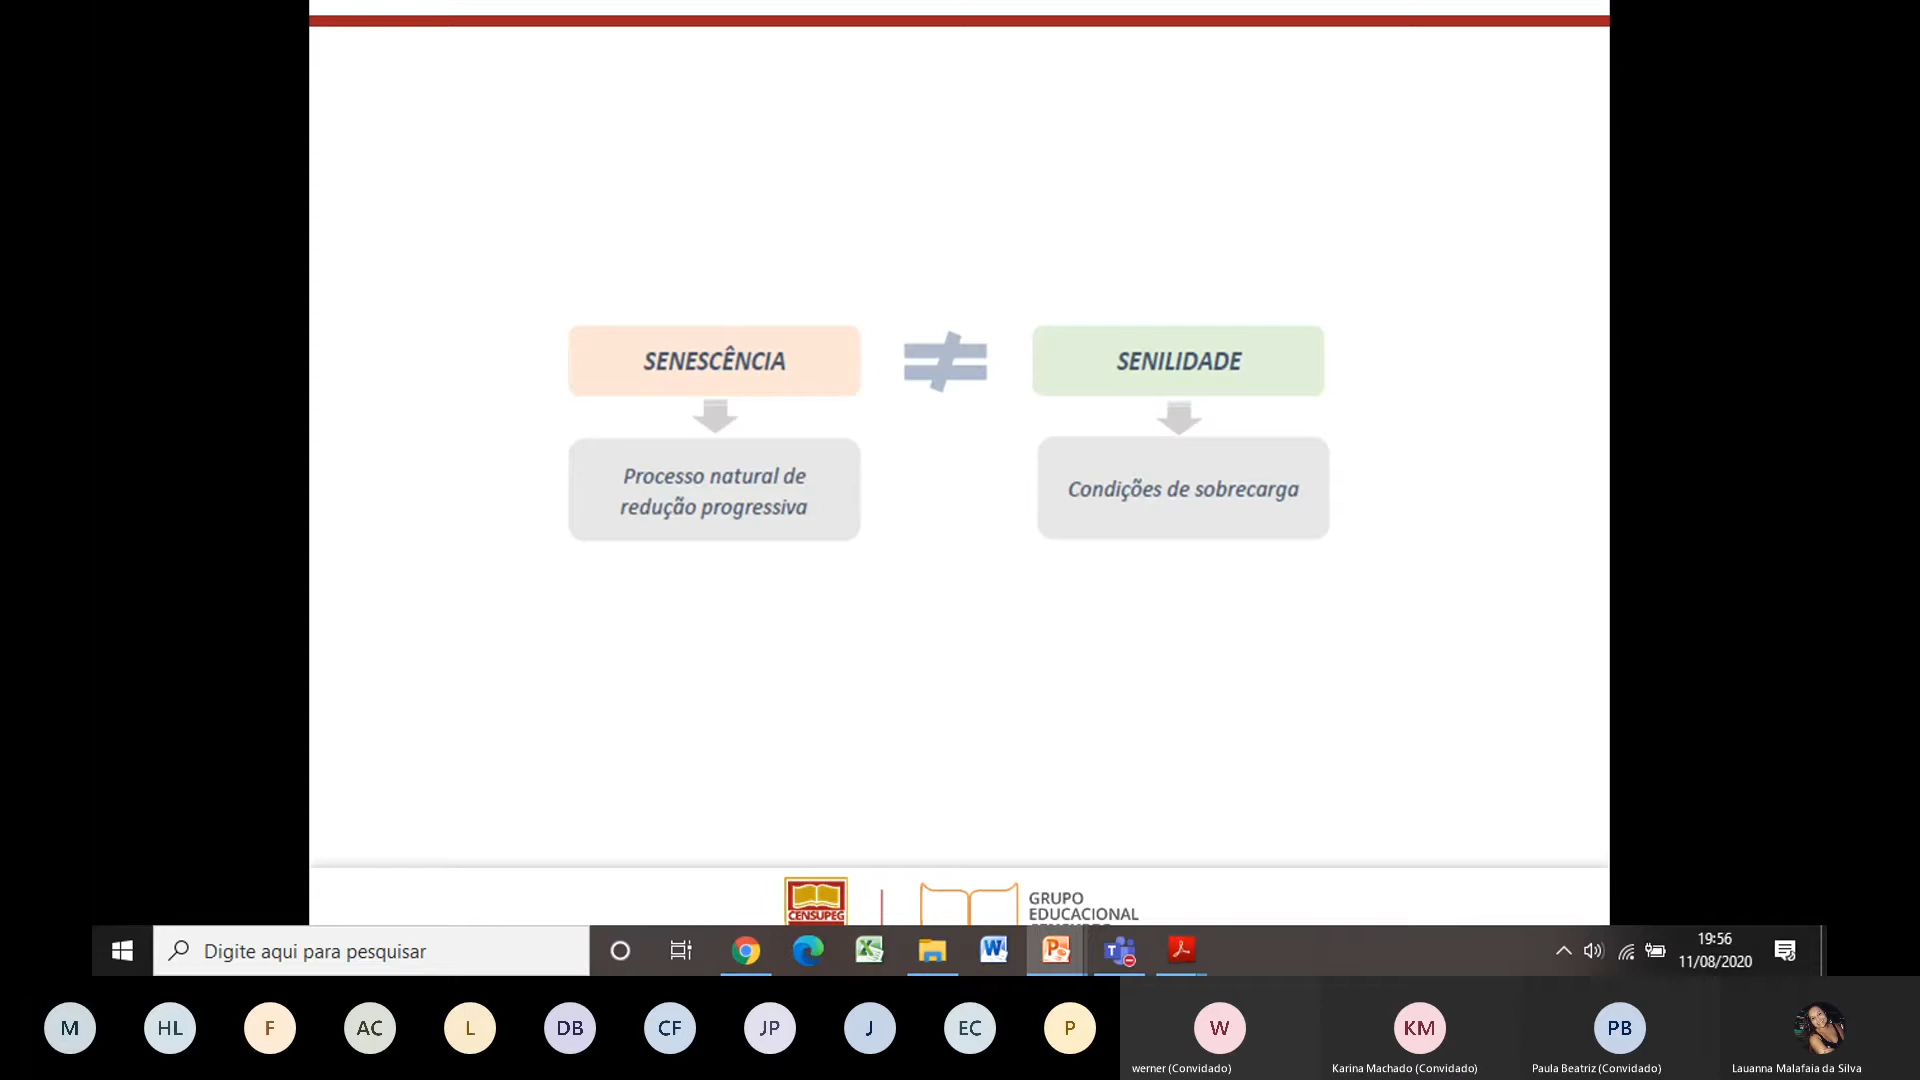 SENESCÊNCIA
SENILIDADE
Processo natural de
redução progressiva
Condições de sobrecarga
CENSUPEG
GRUPO
EDUCACIONAL
Digite aqui para pesquisar
19:56
11/08/2020
M
HL
F
AC
L
DB
CF
JP
J
EC
P
W
KM
PB
werner (Convidado)
Karina Machado (Convidado)
Paula Beatriz (Convidado)
Lauanna Malafaia da Silva